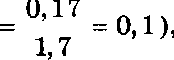 = 0,17 / 1,7 = 0,1),